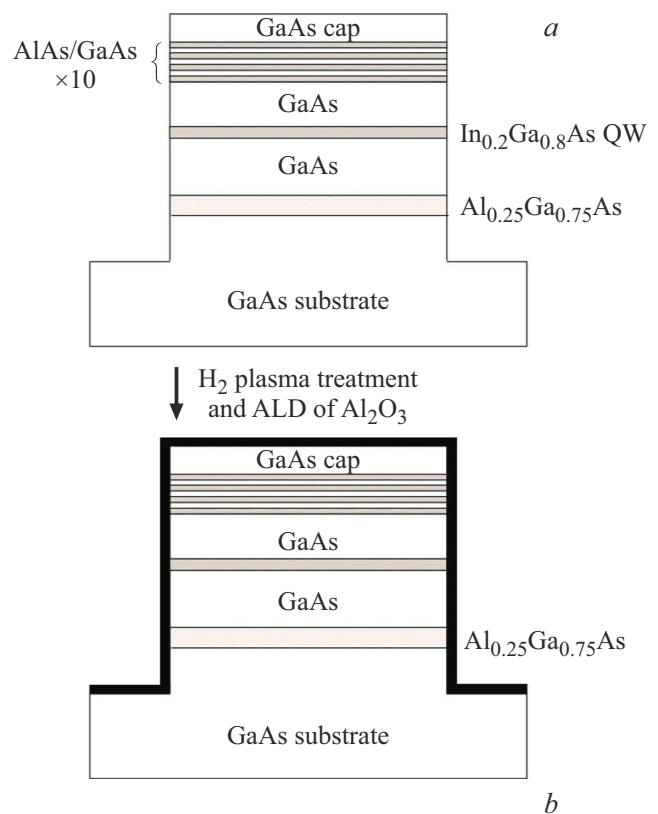 GaAs cap
a
AlAs/GaAs
×10
GaAs
In0.2Ga0.8As QW
GaAs
Al0.25Ga0.75As
GaAs substrate
H2 plasma treatment
and ALD of Al2O3
GaAs cap
GaAs
GaAs
Al0.25Ga0.75As
GaAs substrate
b